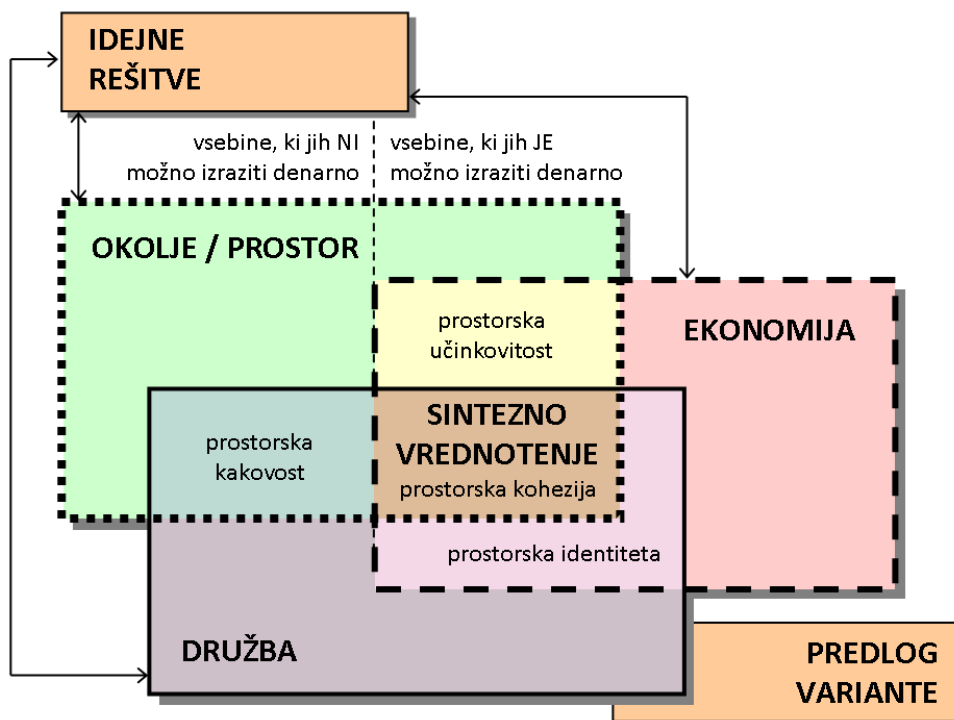 IDEJNE
REŠITVE
vsebine, ki jih NI
možno izraziti denarno
vsebine, ki jih JE
možno izraziti denarno
OKOLJE / PROSTOR
prostorska
učinkovitost
EKONOMIJA
prostorska
kakovost
SINTEZNO
VREDNOTENJE
prostorska kohezija
prostorska identiteta
DRUŽBA
PREDLOG
VARIANTE